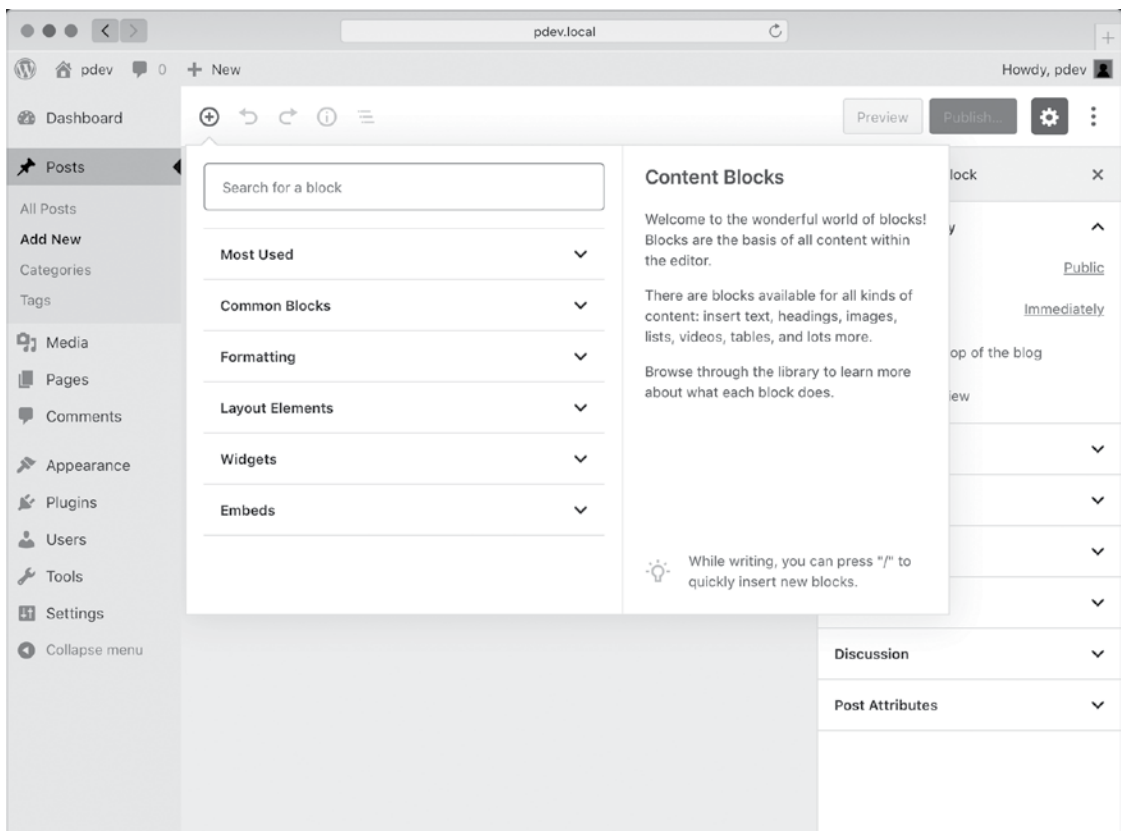 pdev.local
pdev 0 New
Howdy, pdev
Dashboard
Posts
All Posts
Add New
Categories
Tags
Media
Pages
Comments
Appearance
Plugins
Users
Tools
Settings
Collapse menu
Preview
Publish...
Search for a block
Most Used
Common Blocks
Formatting
Layout Elements
Widgets
Embeds
Content Blocks
Welcome to the wonderful world of blocks!
Blocks are the basis of all content within
the editor.
There are blocks available for all kinds of
content: insert text, headings, images,
lists, videos, tables, and lots more.
Browse through the library to learn more
about what each block does.
While writing, you can press "/" to
quickly insert new blocks.
lock
y
Public
Immediately
op of the blog
iew
Discussion
Post Attributes